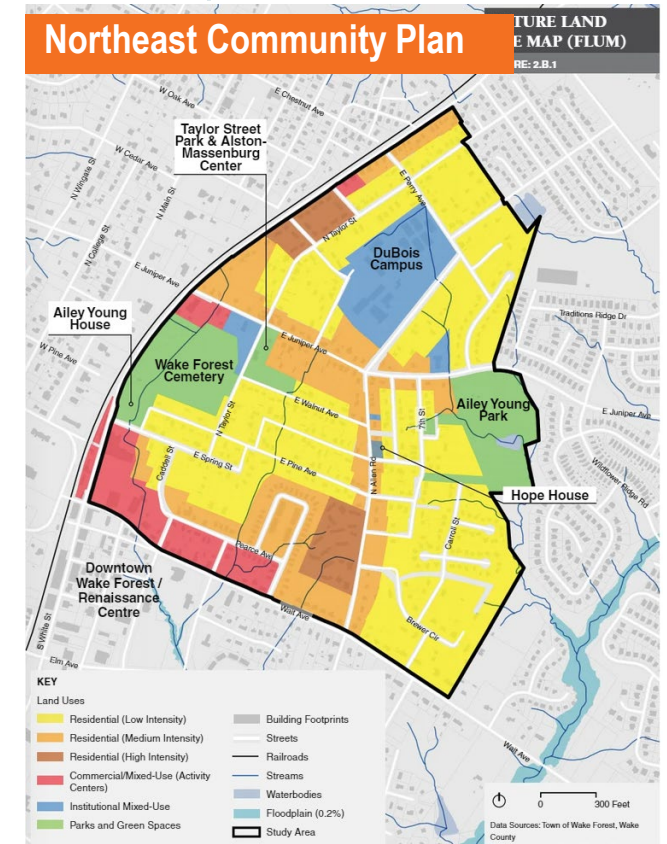 Northeast Community Plan
TURE LAND
E MAP (FLUM)
RE: 2.B.1
W Oak Ave
E Chestnut Ave
Taylor Street
Park & Alston-
Massenburg
Center
W Cedar Ave
N Wingate St
N Main St
N College St
E Perry Ave
N Taylor St
DuBois
Campus
E Juniper Ave
Traditions Ridge Dr
Ailey Young
House
W Pine Ave
E Juniper Ave
Wake Forest
Cemetery
Ailey Young
Park
E Juniper Ave
E Walnut Ave
N Taylor St
7th St
E Spring St
E Pine Ave
N Allen Rd
Caddell St
Wildflower Ridge Rd
Hope House
Carroll St
Pearce Ave
Downtown
Wake Forest /
Renaissance
Centre
Wait Ave
Brewer Cir
S White St
Elm Ave
Wait Ave
KEY
Land Uses
Residential (Low Intensity)
Residential (Medium Intensity)
Residential (High Intensity)
Commercial/Mixed-Use (Activity
Centers)
Institutional Mixed-Use
Parks and Green Spaces
Building Footprints
Streets
Railroads
Streams
Waterbodies
Floodplain (0.2%)
Study Area
0 300 Feet
Data Sources: Town of Wake Forest, Wake
County